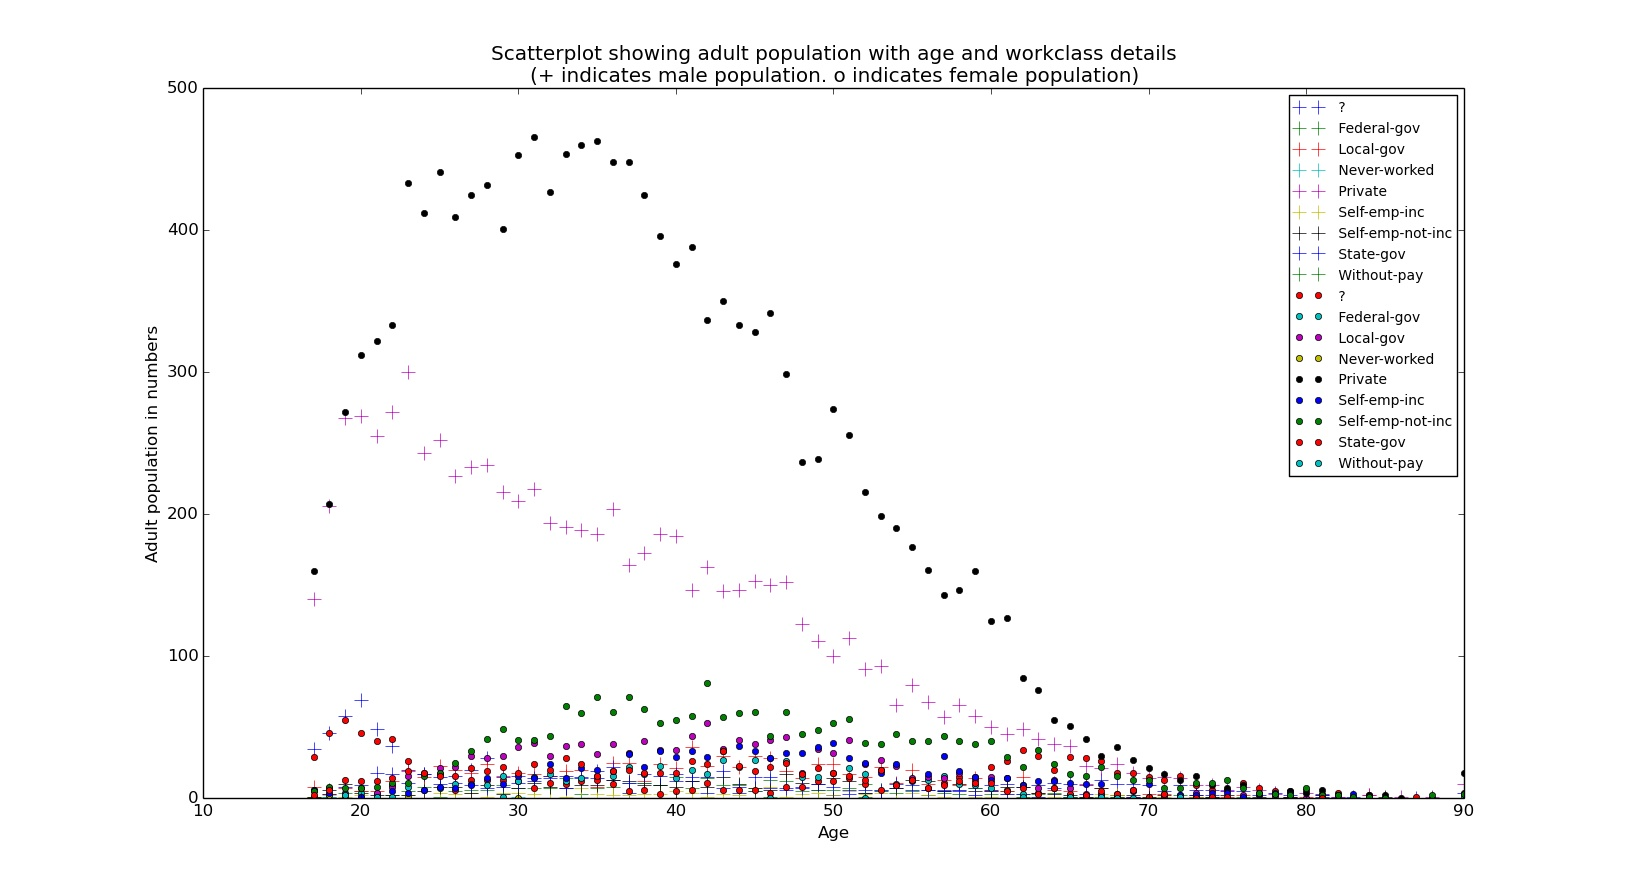 Scatterplot showing adult population with age and workclass details
(+ indicates male population. o indicates female population)
500
400
300
200
100
0
Adult population in numbers
10 20 30 40 50 60 70 80 90
Age
?
Federal-gov
Local-gov
Never-worked
Private
Self-emp-inc
Self-emp-not-inc
State-gov
Without-pay
?
Federal-gov
Local-gov
Never-worked
Private
Self-emp-inc
Self-emp-not-inc
State-gov
Without-pay